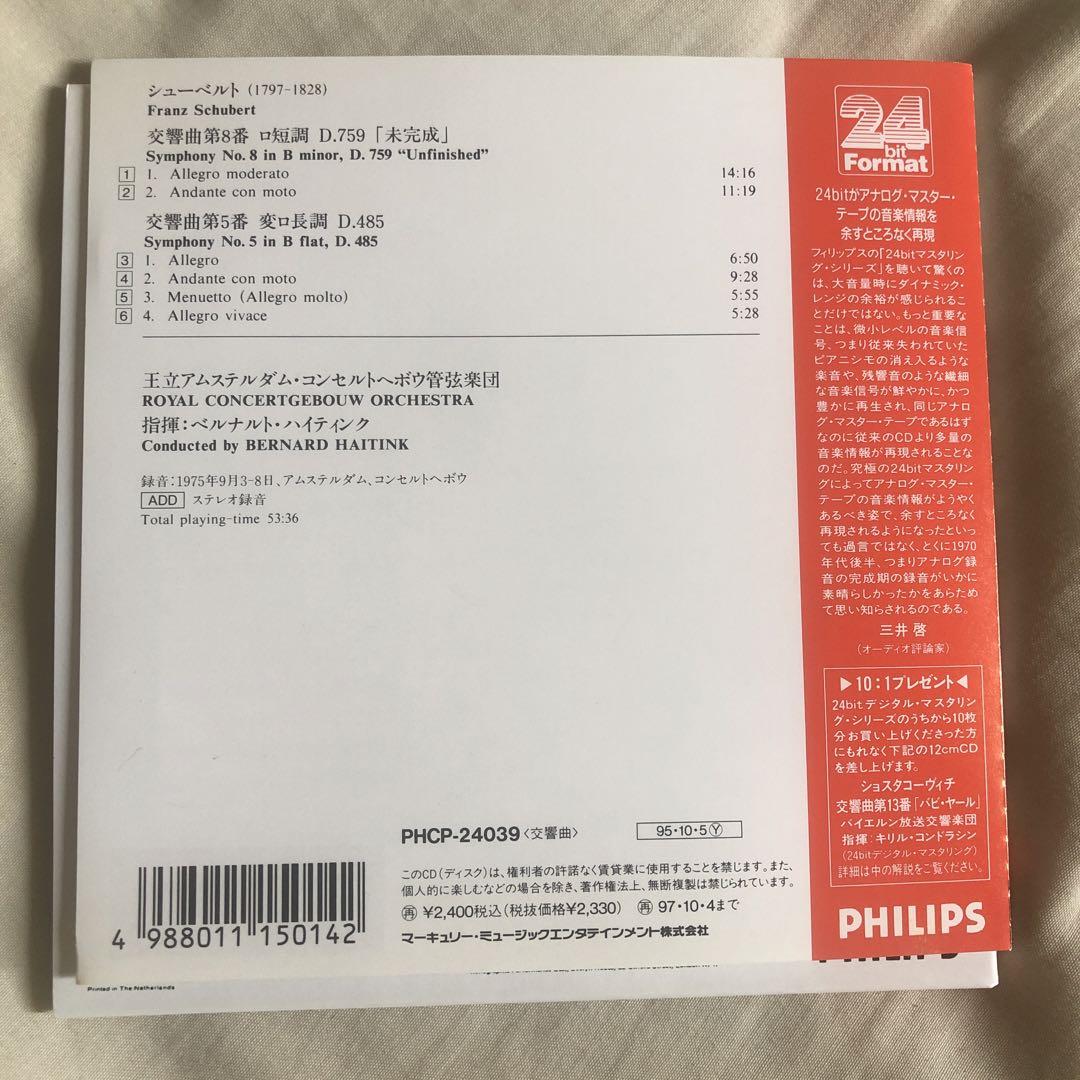 シューベルト (1797-1828)
Franz Schubert
交響曲第8番 ロ短調 D.759「未完成」
Symphony No. 8 in B minor, D. 759 “Unfinished”
1 1. Allegro moderato 14:16
2 2. Andante con moto 11:19
交響曲第5番 変ロ長調 D.485
Symphony No. 5 in B flat, D. 485
3 1. Allegro 6:50
4 2. Andante con moto 9:28
5 3. Menuetto (Allegro molto) 5:55
6 4. Allegro vivace 5:28
王立アムステルダム・コンセルトヘボウ管弦楽団
ROYAL CONCERTGEBOUW ORCHESTRA
指揮：ベルナルト・ハイティンク
Conducted by BERNARD HAITINK
録音：1975年9月3-8日、アムステルダム、コンセルトヘボウ
ADD ステレオ録音
Total playing-time 53:36
PHCP-24039〈交響曲〉
95・10・5Ⓨ
このCD(ディスク)は、権利者の許諾なく賃貸業に使用することを禁じます。また、
個人的に楽しむなどの場合を除き、著作権法上、無断複製は禁じられています。
再 ¥2,400税込(税抜価格¥2,330) 再 97・10・4まで
マーキュリー・ミュージックエンタテインメント株式会社
4 988011 150142
24
bit
Format
24bitがアナログ・マスター・
テープの音楽情報を
余すところなく再現
フィリップスの「24bitマスタリン
グ・シリーズ」を聴いて驚くの
は、大音量時にダイナミック・
レンジの余裕が感じられるこ
とだけではない。もっと重要な
ことは、微小レベルの音楽信
号、つまり従来失われていた
ピアニシモの消え入るような
楽音や、残響音のような繊細
な音楽信号が鮮やかに、かつ
豊かに再生され、同じアナロ
グ・マスター・テープであるはず
なのに従来のCDより多量の
音楽情報が再現されることな
のだ。究極の24bitマスタリン
グによってアナログ・マスター・
テープの音楽情報がようやく
あるべき姿で、余すところなく
再現されるようになったといっ
ても過言ではなく、とくに1970
年代後半、つまりアナログ録
音の完成期の録音がいかに
素晴らしかったかをあらため
て思い知らされるのである。
三井 啓
(オーディオ評論家)
▶10：1プレゼント◀
24bitデジタル・マスタリン
グ・シリーズのうちから10枚
分お買い上げくださった方
にもれなく下記の12cmCD
を差し上げます。
ショスタコーヴィチ
交響曲第13番「バビ・ヤール」
バイエルン放送交響楽団
指揮：キリル・コンドラシン
(24bitデジタル・マスタリング)
詳細は中の解説をご覧ください。
PHILIPS
Printed in The Netherlands